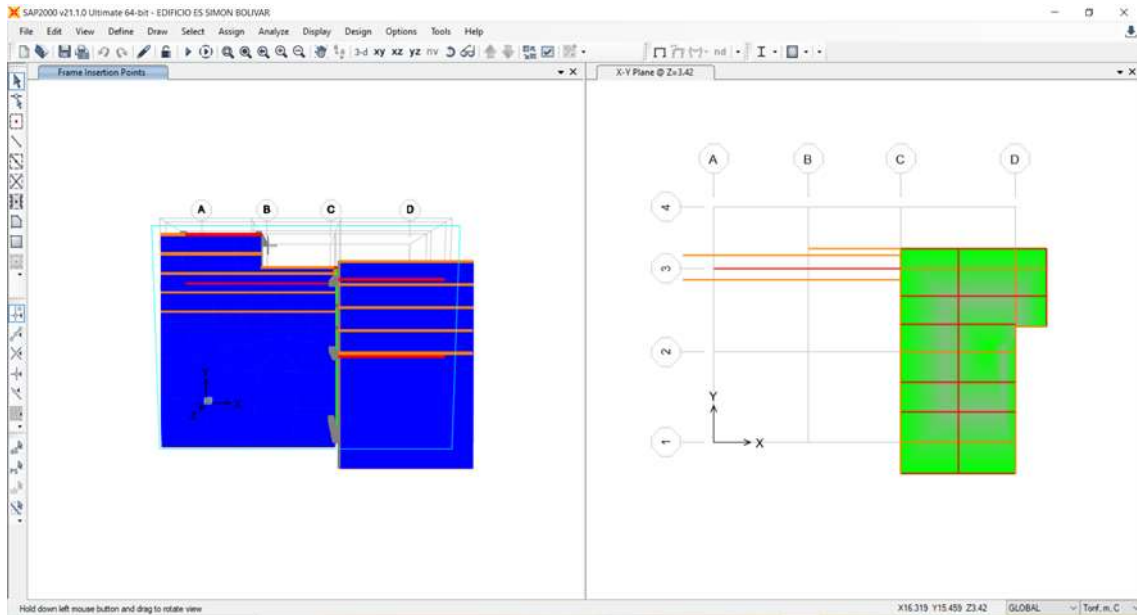 SAP2000 v21.1.0 Ultimate 64-bit - EDIFICIO ES SIMON BOLIVAR
File Edit View Define Draw Select Assign Analyze Display Design Options Tools Help
3-d xy xz yz nv
nd
Frame Insertion Points
X-Y Plane @ Z=3.42
A B C D
A B C D
4
3
2
1
Y
X
Hold down left mouse button and drag to rotate view
X16.319 Y15.459 Z3.42
GLOBAL
Tonf, m, C